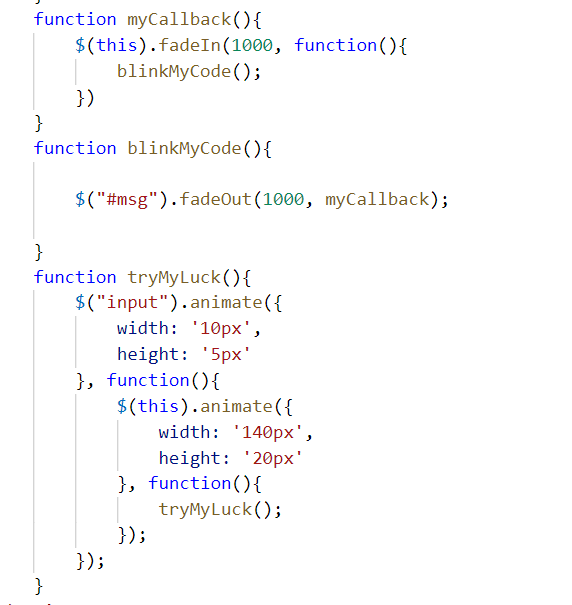 function myCallback(){
    $(this).fadeIn(1000, function(){
        blinkMyCode();
    })
}
function blinkMyCode(){

    $("#msg").fadeOut(1000, myCallback);

}
function tryMyLuck(){
    $("input").animate({
        width: '10px',
        height: '5px'
    }, function(){
        $(this).animate({
            width: '140px',
            height: '20px'
        }, function(){
            tryMyLuck();
        });
    });
}